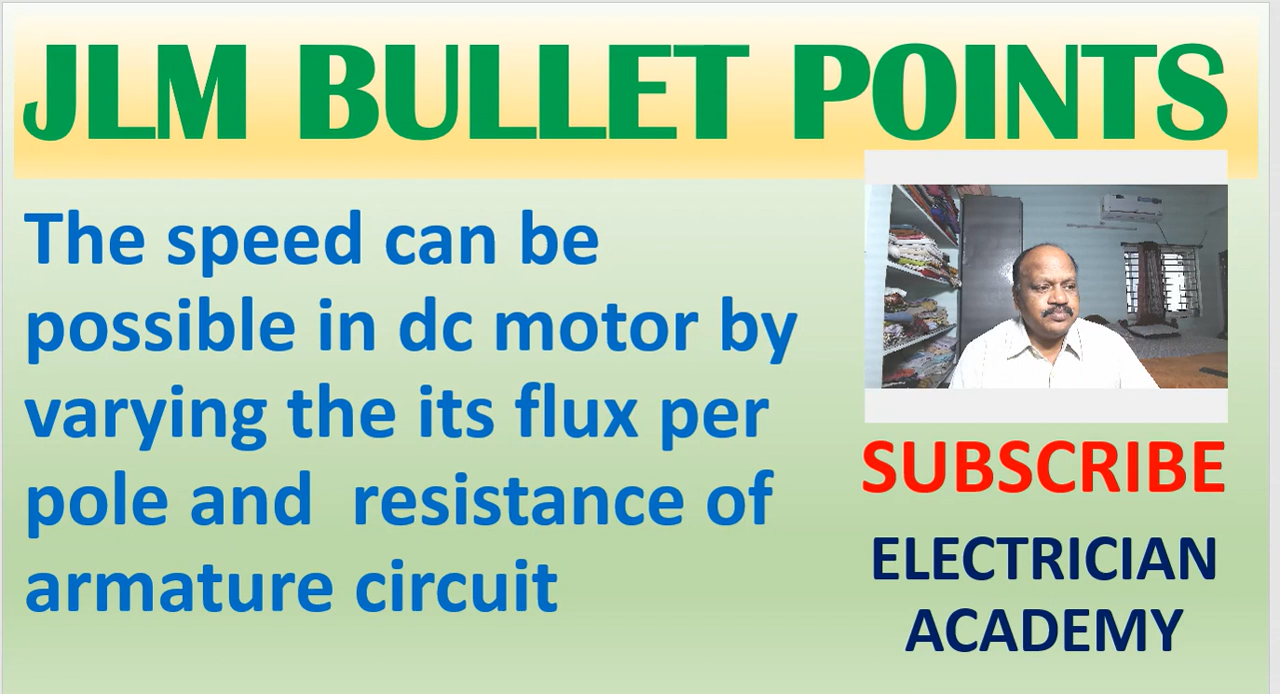 JLM BULLET POINTS
The speed can be
possible in dc motor by
varying the its flux per
pole and  resistance of
armature circuit
SUBSCRIBE
ELECTRICIAN
ACADEMY